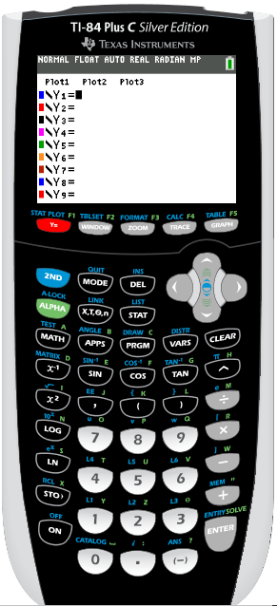 TI-84 Plus C Silver Edition
TEXAS INSTRUMENTS
NORMAL FLOAT AUTO REAL RADIAN MP
Plot1 Plot2 Plot3
\Y1=
\Y2=
\Y3=
\Y4=
\Y5=
\Y6=
\Y7=
\Y8=
\Y9=
STAT PLOT F1 TBLSET F2 FORMAT F3 CALC F4 TABLE F5
Y= WINDOW ZOOM TRACE GRAPH
QUIT INS
2ND MODE DEL
A-LOCK LINK LIST
ALPHA X,T,Θ,n STAT
TEST A ANGLE B DRAW C DISTR
MATH APPS PRGM VARS CLEAR
MATRIX D SIN-1 E COS-1 F TAN-1 G π H
X-1 SIN COS TAN ^
√ I EE J { K } L e M
X2 , ( ) ÷
10x N u O v P w Q [ R
LOG 7 8 9 ×
ex S L4 T L5 U L6 V ] W
LN 4 5 6 −
RCL X L1 Y L2 Z L3 Θ MEM "
STO› 1 2 3 +
OFF CATALOG ⎵ i : ANS ? ENTRY SOLVE
ON 0 . (−) ENTER